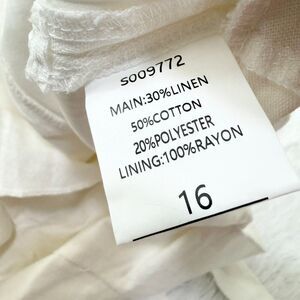 S009772
MAIN:30%LINEN
50%COTTON
20%POLYESTER
LINING:100%RAYON
16